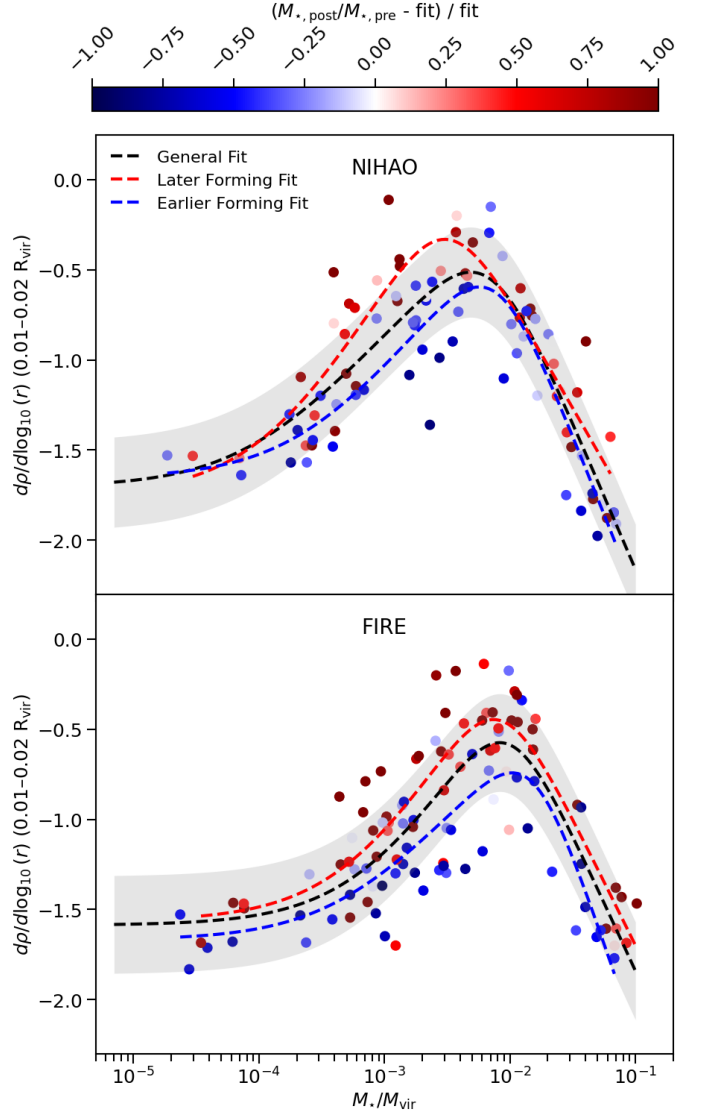 (M⋆,post/M⋆,pre - fit) / fit
−1.00 −0.75 −0.50 −0.25 0.00 0.25 0.50 0.75 1.00
General Fit
Later Forming Fit
Earlier Forming Fit
NIHAO
0.0
−0.5
−1.0
−1.5
−2.0
dρ/dlog10(r) (0.01–0.02 Rvir)
FIRE
0.0
−0.5
−1.0
−1.5
−2.0
dρ/dlog10(r) (0.01–0.02 Rvir)
10−5 10−4 10−3 10−2 10−1
M⋆/Mvir